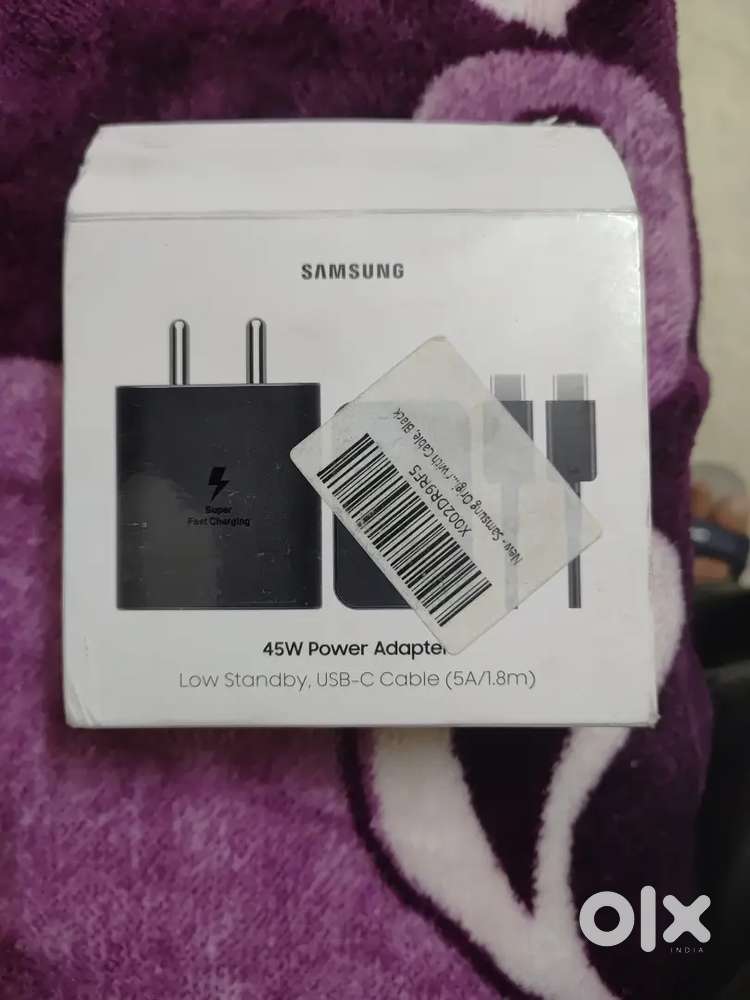 SAMSUNG
Super
Fast Charging
X002DR9RF5
New - Samsung Origi...r with Cable, Black
45W Power Adapter
Low Standby, USB-C Cable (5A/1.8m)
olx
INDIA